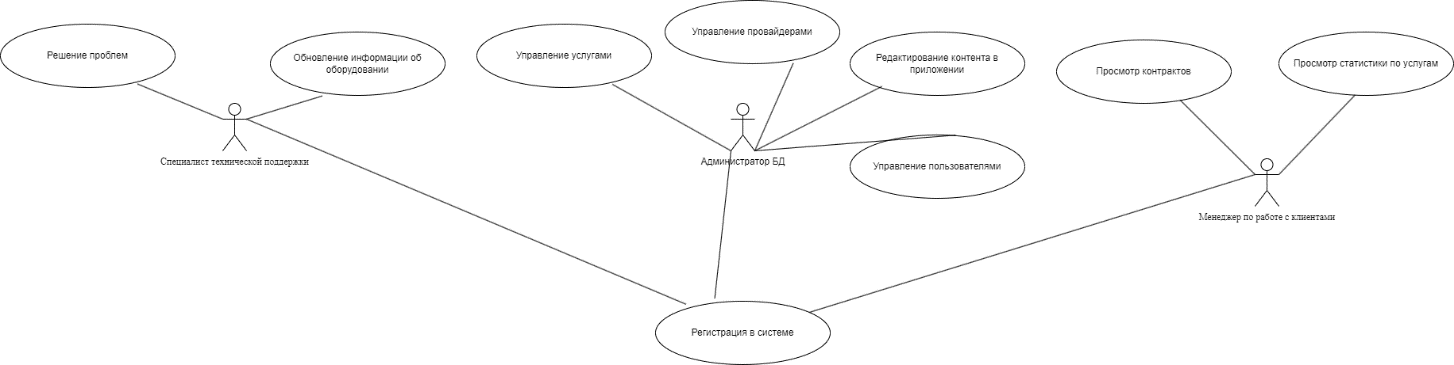 Решение проблем
Обновление информации об
оборудовании
Управление услугами
Управление провайдерами
Редактирование контента в
приложении
Просмотр контрактов
Просмотр статистики по услугам
Специалист технической поддержки
Администратор БД
Управление пользователями
Менеджер по работе с клиентами
Регистрация в системе